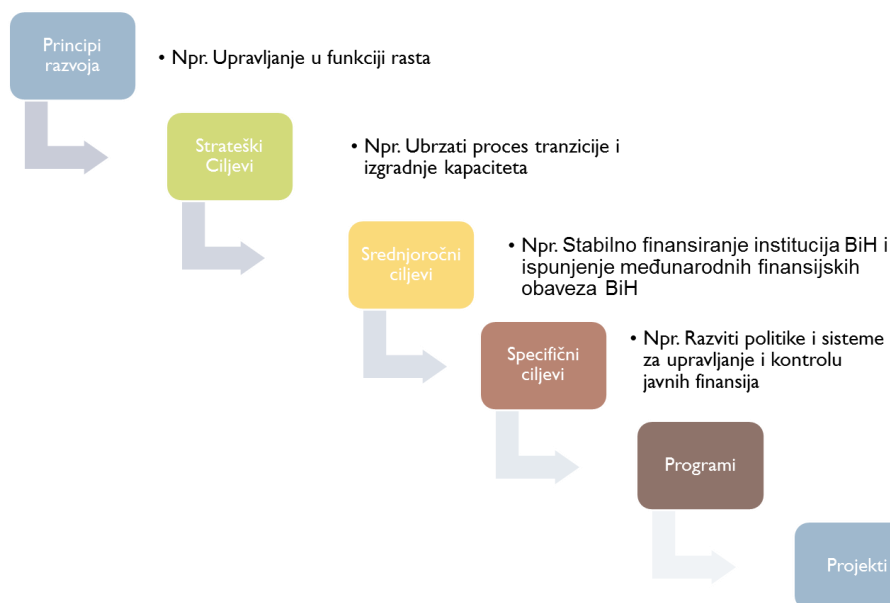 Principi
razvoja
• Npr. Upravljanje u funkciji rasta
Strateški
Ciljevi
• Npr. Ubrzati proces tranzicije i
izgradnje kapaciteta
Srednjoročni
ciljevi
• Npr. Stabilno finansiranje institucija BiH i
ispunjenje međunarodnih finansijskih
obaveza BiH
Specifični
ciljevi
• Npr. Razviti politike i sisteme
za upravljanje i kontrolu
javnih finansija
Programi
Projekti